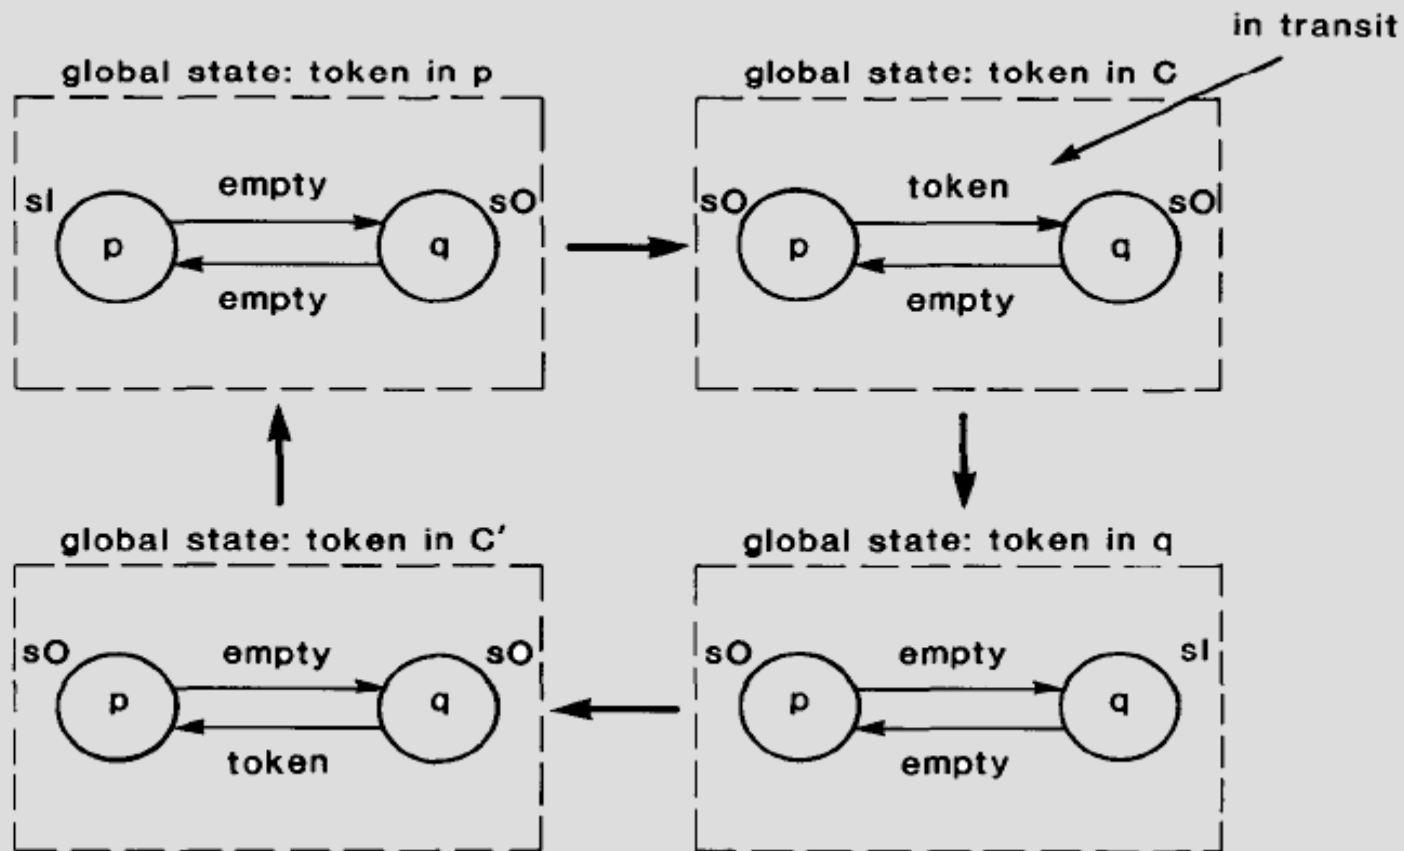 in transit
global state: token in p
sI
p
empty
empty
q
sO
global state: token in C
sO
p
token
empty
q
sO
global state: token in C'
sO
p
empty
token
q
sO
global state: token in q
sO
p
empty
empty
q
sI